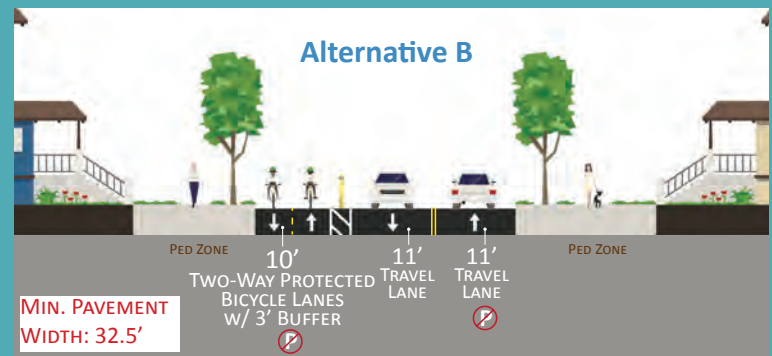 Alternative B
PED ZONE
10'
TWO-WAY PROTECTED
BICYCLE LANES
W/ 3' BUFFER
P
11'
TRAVEL
LANE
11'
TRAVEL
LANE
P
PED ZONE
MIN. PAVEMENT
WIDTH: 32.5'